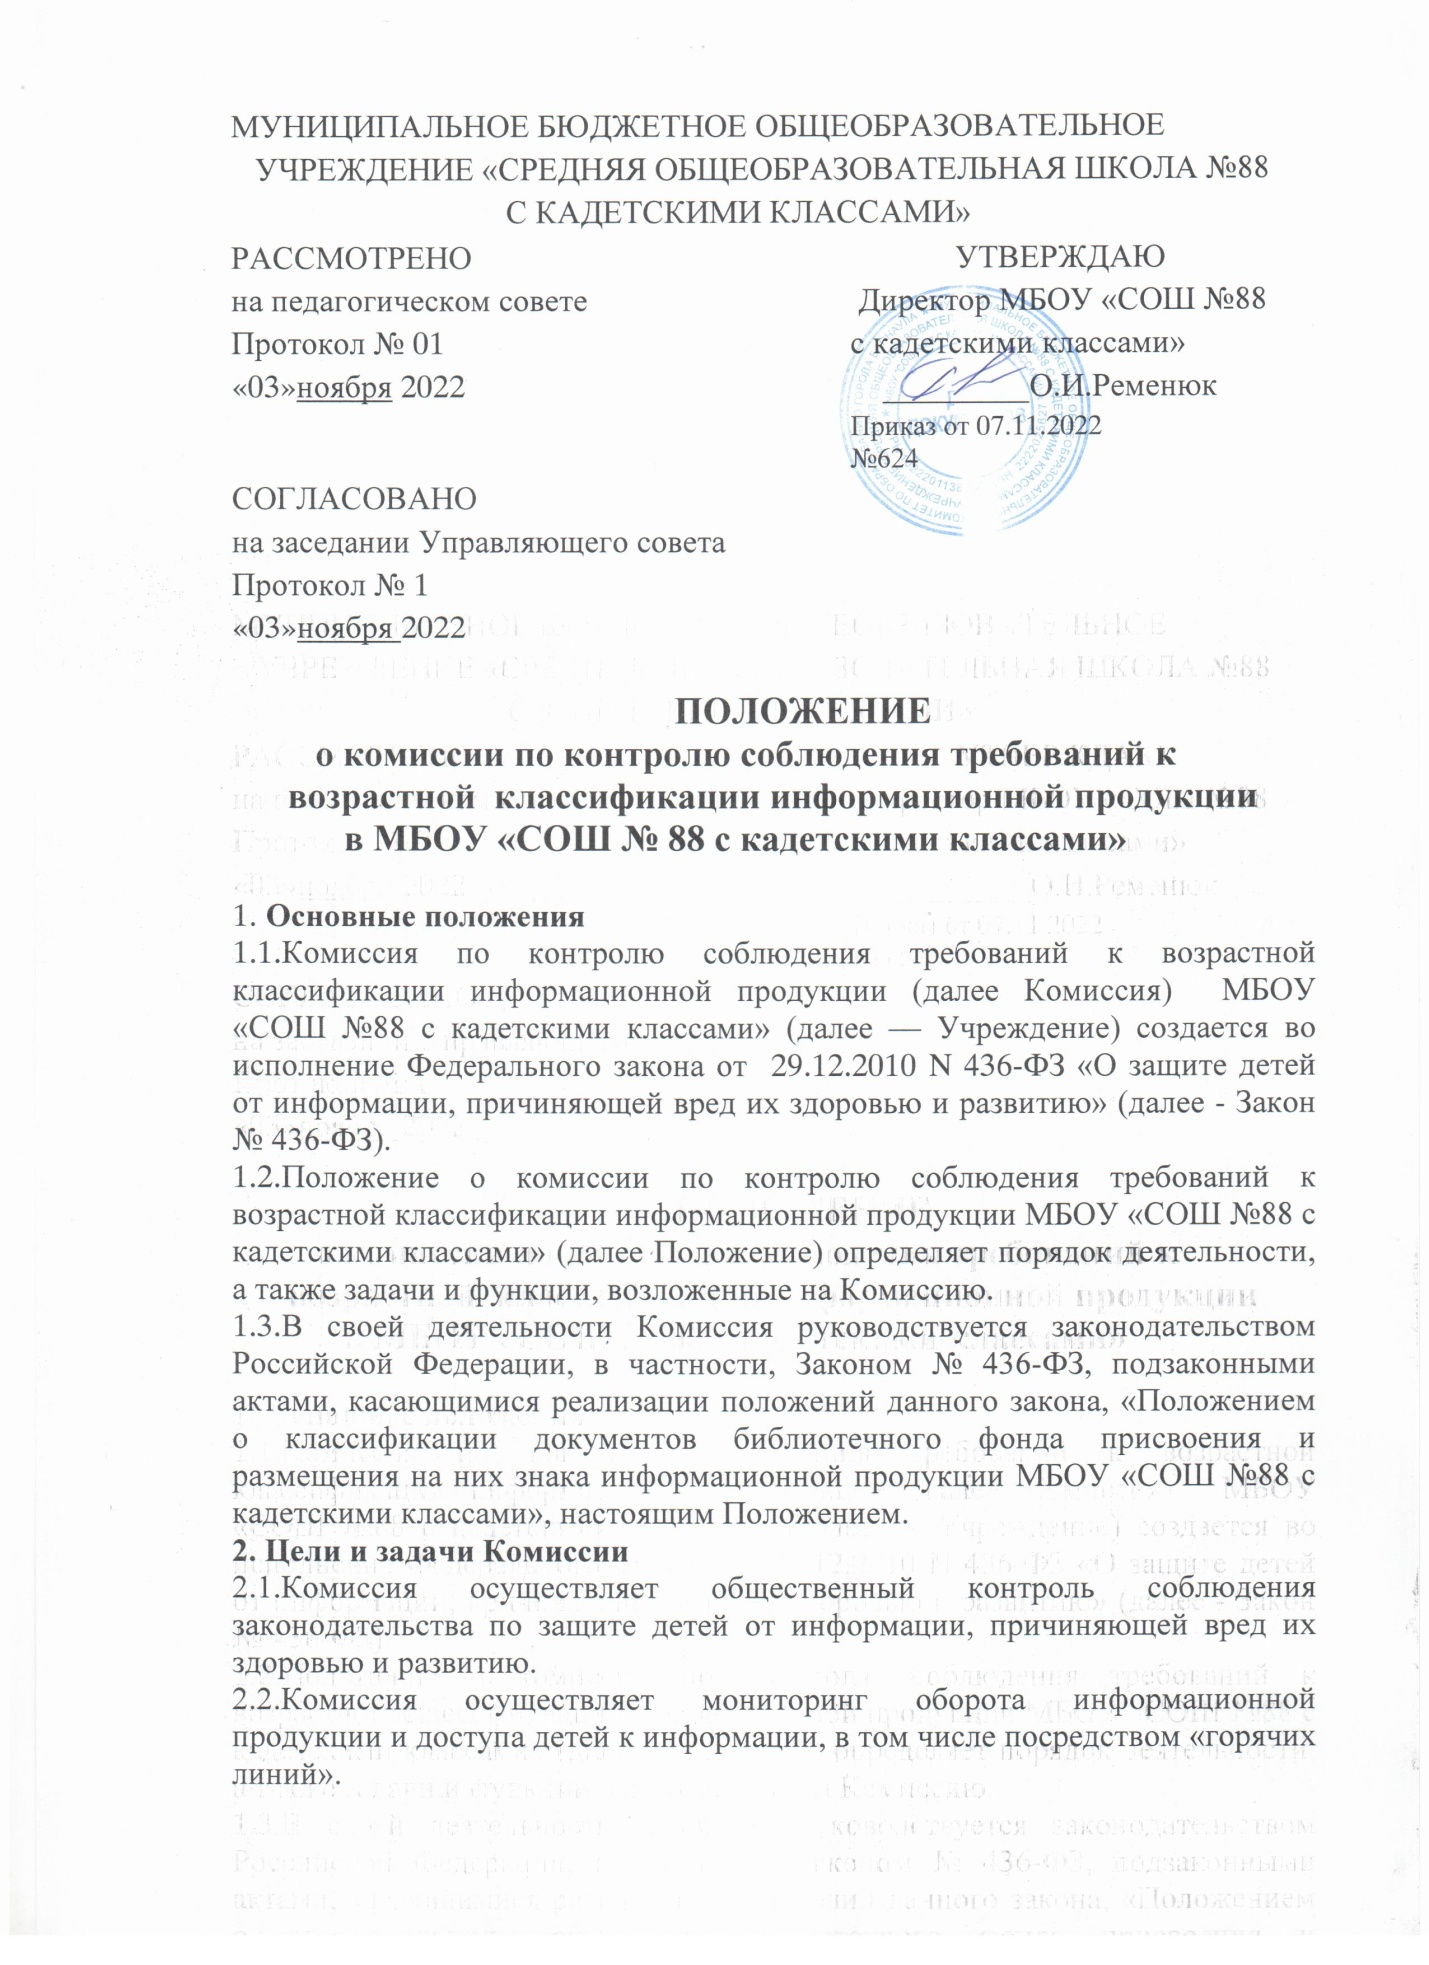 МУНИЦИПАЛЬНОЕ БЮДЖЕТНОЕ ОБЩЕОБРАЗОВАТЕЛЬНОЕ
УЧРЕЖДЕНИЕ «СРЕДНЯЯ ОБЩЕОБРАЗОВАТЕЛЬНАЯ ШКОЛА №88
С КАДЕТСКИМИ КЛАССАМИ»
РАССМОТРЕНО
на педагогическом совете
Протокол № 01
«03»ноября 2022
УТВЕРЖДАЮ
Директор МБОУ «СОШ №88
с кадетскими классами»
О.И.Ременюк
Приказ от 07.11.2022
№624
СОГЛАСОВАНО
на заседании Управляющего совета
Протокол № 1
«03»ноября 2022
ПОЛОЖЕНИЕ
о комиссии по контролю соблюдения требований к
возрастной классификации информационной продукции
в МБОУ «СОШ № 88 с кадетскими классами»
1. Основные положения
1.1.Комиссия по контролю соблюдения требований к возрастной
классификации информационной продукции (далее Комиссия) МБОУ
«СОШ №88 с кадетскими классами» (далее — Учреждение) создается во
исполнение Федерального закона от 29.12.2010 N 436-ФЗ «О защите детей
от информации, причиняющей вред их здоровью и развитию» (далее - Закон
№ 436-ФЗ).
1.2.Положение о комиссии по контролю соблюдения требований к
возрастной классификации информационной продукции МБОУ «СОШ №88 с
кадетскими классами» (далее Положение) определяет порядок деятельности,
а также задачи и функции, возложенные на Комиссию.
1.3.В своей деятельности Комиссия руководствуется законодательством
Российской Федерации, в частности, Законом № 436-ФЗ, подзаконными
актами, касающимися реализации положений данного закона, «Положением
о классификации документов библиотечного фонда присвоения и
размещения на них знака информационной продукции МБОУ «СОШ №88 с
кадетскими классами», настоящим Положением.
2. Цели и задачи Комиссии
2.1.Комиссия осуществляет общественный контроль соблюдения
законодательства по защите детей от информации, причиняющей вред их
здоровью и развитию.
2.2.Комиссия осуществляет мониторинг оборота информационной
продукции и доступа детей к информации, в том числе посредством «горячих
линий».